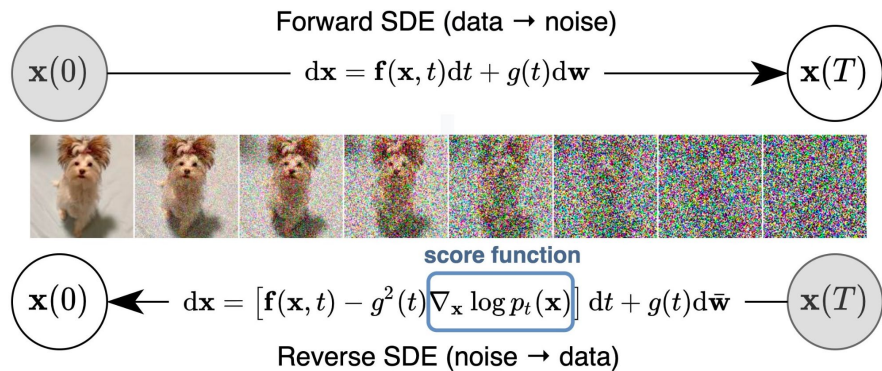 Forward SDE (data → noise)
x(0) dx = f(x, t)dt + g(t)dw x(T)
score function
x(0) dx = [f(x, t) − g²(t)∇ₓ log pₜ(x)] dt + g(t)dw̄ x(T)
Reverse SDE (noise → data)